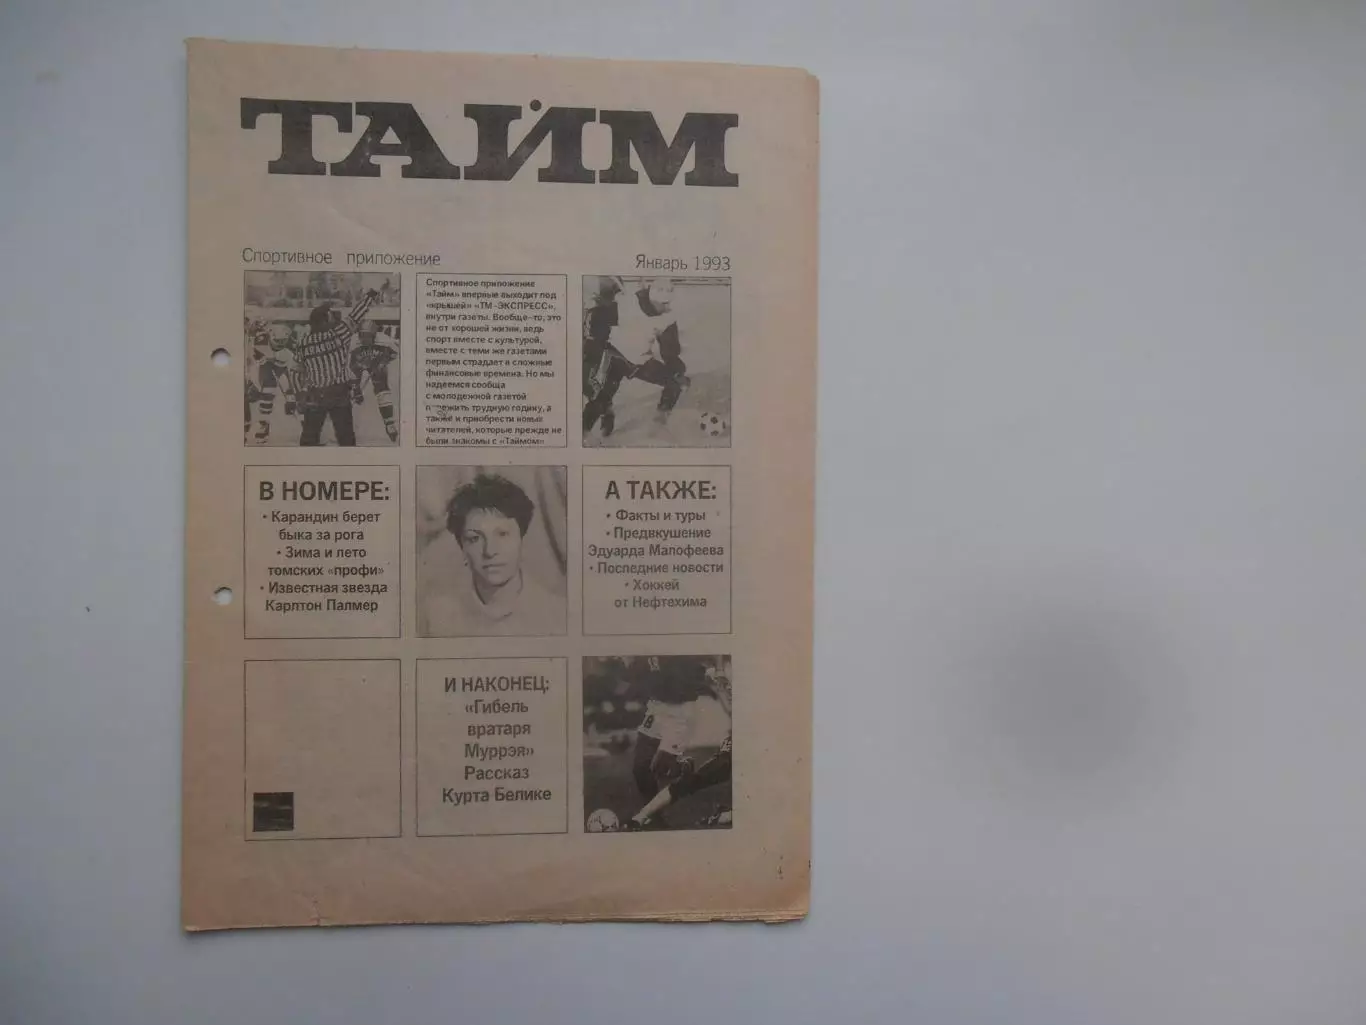 ТАЙМ
Спортивное приложение
Январь 1993
Спортивное приложение
«Тайм» впервые выходит под
«крышей» «ТМ-ЭКСПРЕСС»,
внутри газеты. Вообще-то, это
не от хорошей жизни, ведь
спорт вместе с культурой,
вместе с теми же газетами
первым страдает в сложные
финансовые времена. Но мы
надеемся сообща
с молодежной газетой
пережить трудную годину, а
также и приобрести новых
читателей, которые прежде не
были знакомы с «Таймом»
В НОМЕРЕ:
• Карандин берет
быка за рога
• Зима и лето
томских «профи»
• Известная звезда
Карлтон Палмер
А ТАКЖЕ:
• Факты и туры
• Предвкушение
Эдуарда Малофеева
• Последние новости
• Хоккей
от Нефтехима
И НАКОНЕЦ:
«Гибель
вратаря
Муррэя»
Рассказ
Курта Белике